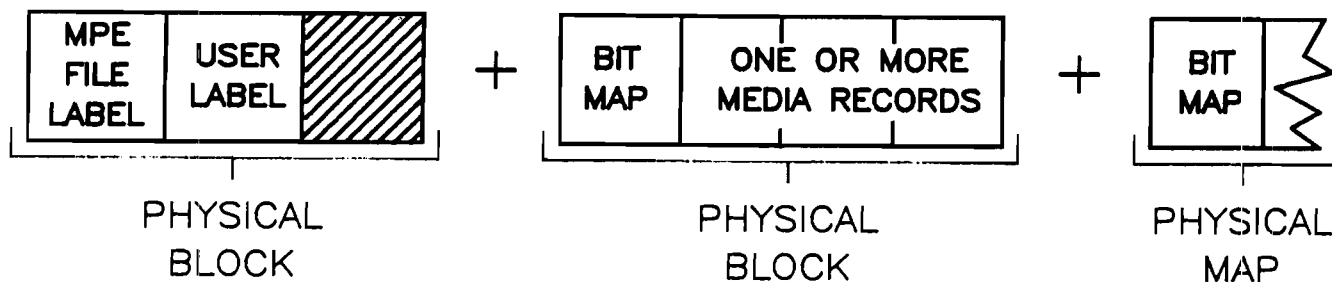 MPE
FILE
LABEL
USER
LABEL
+
BIT
MAP
ONE OR MORE
MEDIA RECORDS
+
BIT
MAP
PHYSICAL
BLOCK
PHYSICAL
BLOCK
PHYSICAL
MAP